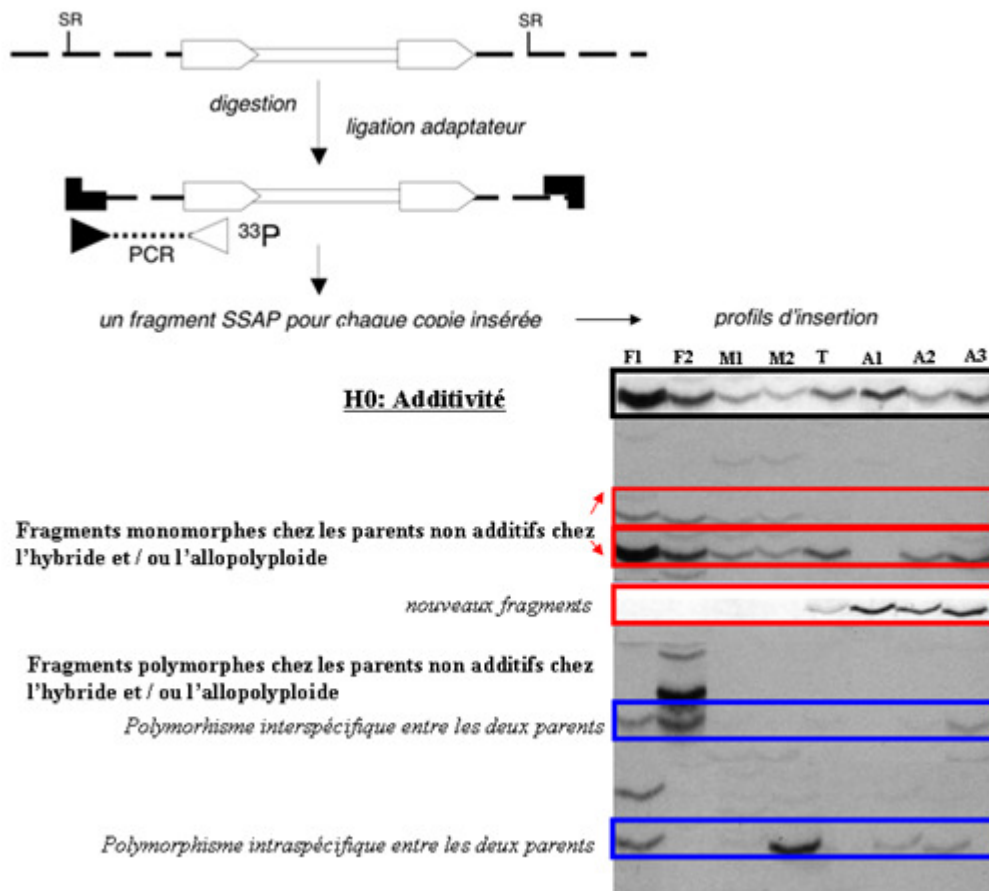 SR SR
digestion
ligation adaptateur
33P
PCR
un fragment SSAP pour chaque copie insérée profils d'insertion
F1 F2 M1 M2 T A1 A2 A3
H0: Additivité
Fragments monomorphes chez les parents non additifs chez
l'hybride et / ou l'allopolyploide
nouveaux fragments
Fragments polymorphes chez les parents non additifs chez
l'hybride et / ou l'allopolyploide
Polymorhisme interspécifique entre les deux parents
Polymorphisme intraspécifique entre les deux parents